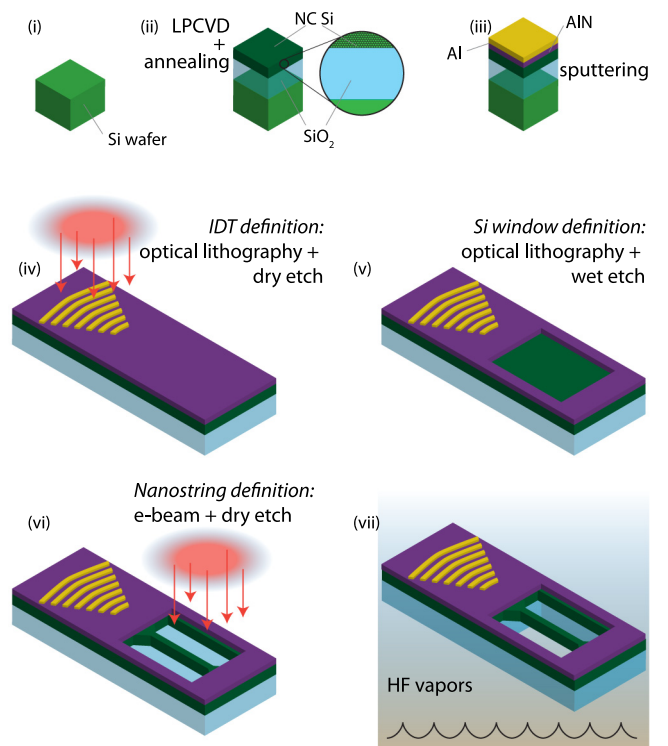 (i)
Si wafer
(ii)
LPCVD
+
annealing
NC Si
SiO₂
(iii)
Al
AlN
sputtering
(iv)
IDT definition:
optical lithography +
dry etch
(v)
Si window definition:
optical lithography +
wet etch
(vi)
Nanostring definition:
e-beam + dry etch
(vii)
HF vapors